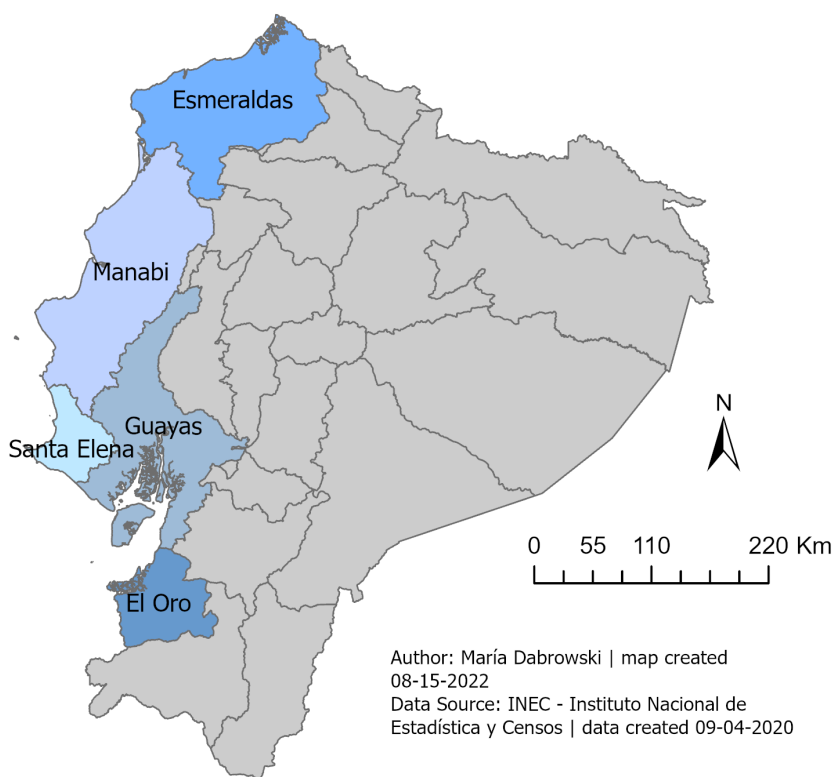 Esmeraldas
Manabi
Guayas
Santa Elena
N
0 55 110 220 Km
El Oro
Author: María Dabrowski | map created
08-15-2022
Data Source: INEC - Instituto Nacional de
Estadística y Censos | data created 09-04-2020